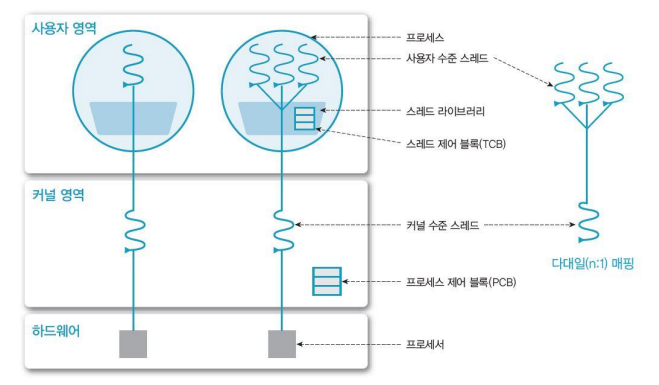 사용자 영역
프로세스
사용자 수준 스레드
스레드 라이브러리
스레드 제어 블록(TCB)
커널 영역
커널 수준 스레드
다대일(n:1) 매핑
프로세스 제어 블록(PCB)
하드웨어
프로세서